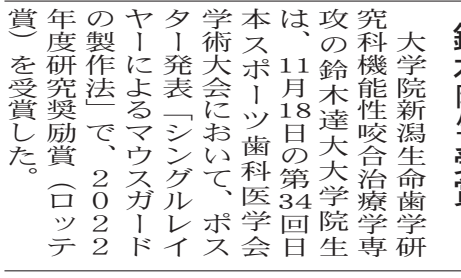 大学院新潟生命歯学研
究科機能性咬合治療学専
攻の鈴木達大大学院生
は、11月18日の第34回日
本スポーツ歯科医学会
学術大会において、ポス
ター発表「シングルレイ
ヤーによるマウスガード
の製作法」で、2022
年度研究奨励賞（ロッテ
賞）を受賞した。